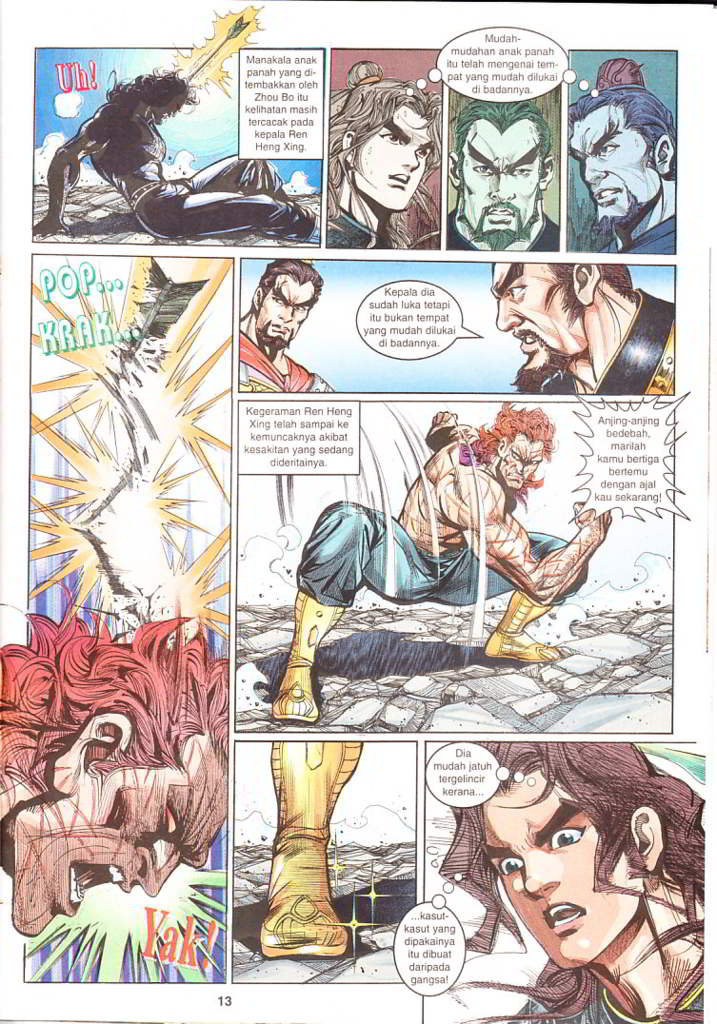 Uh!
Manakala anak
panah yang di-
tembakkan oleh
Zhou Bo itu
kelihatan masih
tercacak pada
kepala Ren
Heng Xing.
Mudah-
mudahan anak panah
itu telah mengenai tem-
pat yang mudah dilukai
di badannya.
POP...
KRAK...
Yak!
Kepala dia
sudah luka tetapi
itu bukan tempat
yang mudah dilukai
di badannya.
Kegeraman Ren Heng
Xing telah sampai ke
kemuncaknya akibat
kesakitan yang sedang
dideritainya.
Anjing-anjing
bedebah,
marilah
kamu bertiga
bertemu
dengan ajal
kau sekarang!
Dia
mudah jatuh
tergelincir
kerana...
...kasut-
kasut yang
dipakainya
itu dibuat
daripada
gangsa!
13